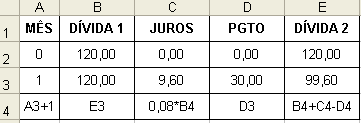 A B C D E
1 MÊS DÍVIDA 1 JUROS PGTO DÍVIDA 2
2 0 120,00 0,00 0,00 120,00
3 1 120,00 9,60 30,00 99,60
4 A3+1 E3 0,08*B4 D3 B4+C4-D4